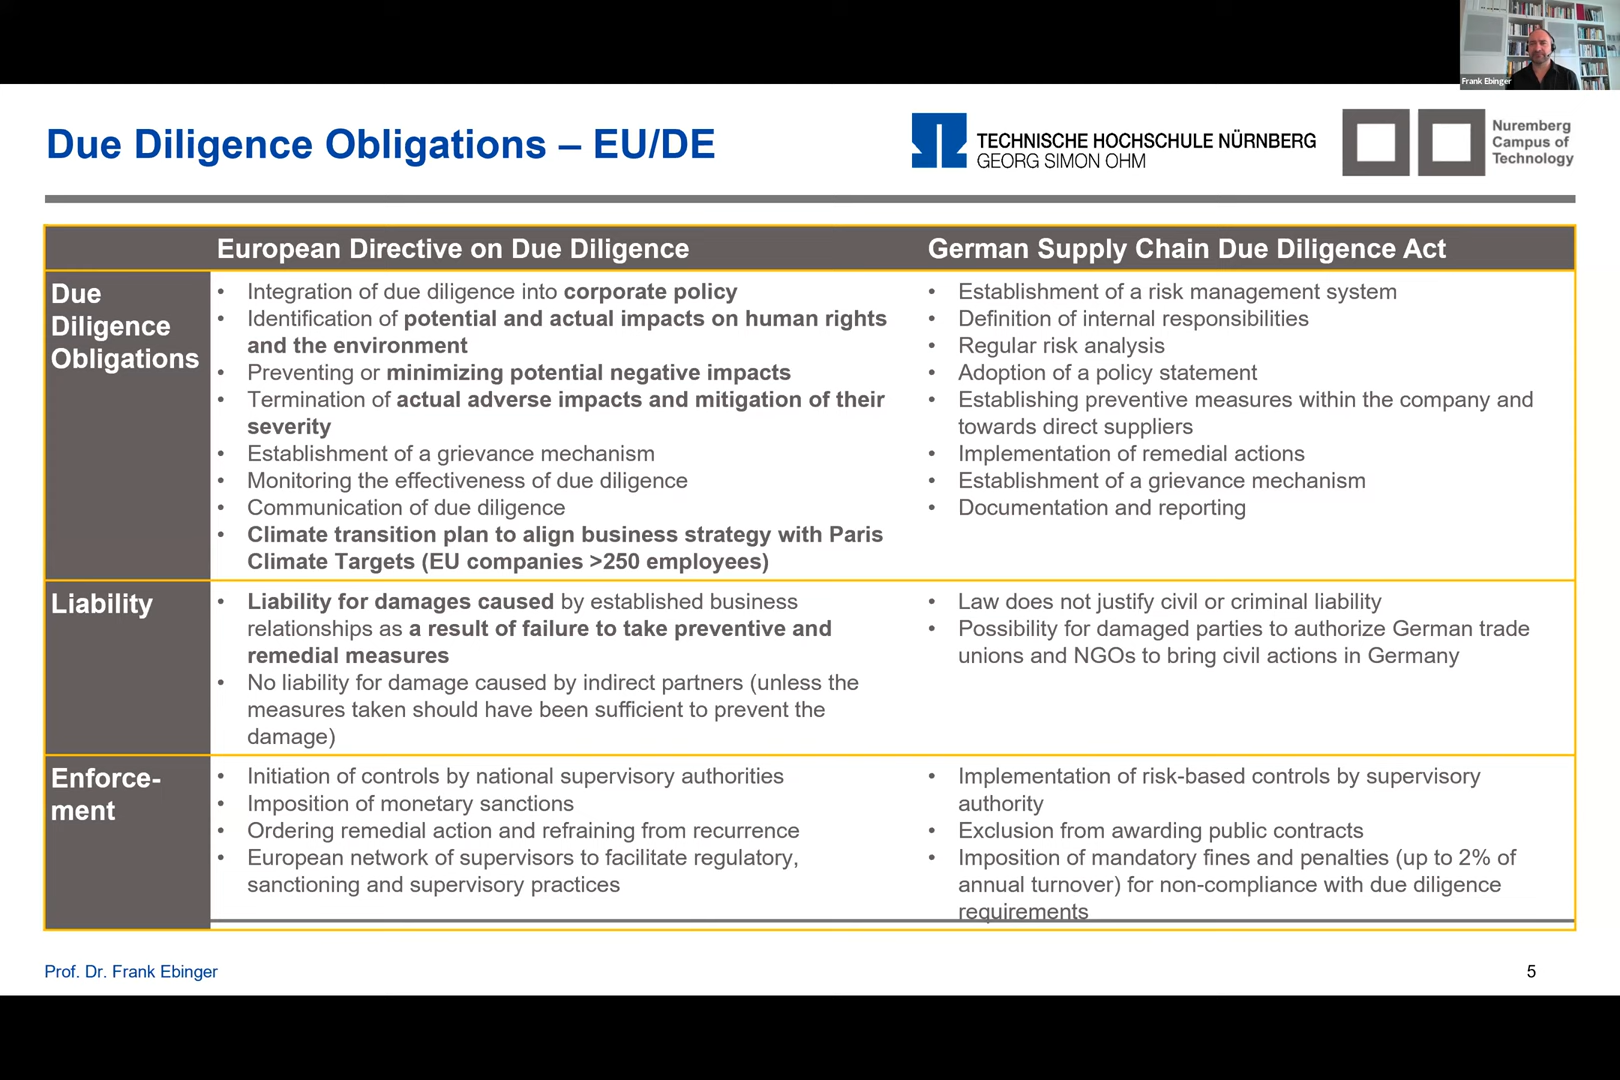 Frank Ebinger
Due Diligence Obligations – EU/DE
TECHNISCHE HOCHSCHULE NÜRNBERG
GEORG SIMON OHM
Nuremberg
Campus of
Technology
European Directive on Due Diligence
German Supply Chain Due Diligence Act
Due
Diligence
Obligations
• Integration of due diligence into corporate policy
• Identification of potential and actual impacts on human rights
and the environment
• Preventing or minimizing potential negative impacts
• Termination of actual adverse impacts and mitigation of their
severity
• Establishment of a grievance mechanism
• Monitoring the effectiveness of due diligence
• Communication of due diligence
• Climate transition plan to align business strategy with Paris
Climate Targets (EU companies >250 employees)
• Establishment of a risk management system
• Definition of internal responsibilities
• Regular risk analysis
• Adoption of a policy statement
• Establishing preventive measures within the company and
towards direct suppliers
• Implementation of remedial actions
• Establishment of a grievance mechanism
• Documentation and reporting
Liability
• Liability for damages caused by established business
relationships as a result of failure to take preventive and
remedial measures
• No liability for damage caused by indirect partners (unless the
measures taken should have been sufficient to prevent the
damage)
• Law does not justify civil or criminal liability
• Possibility for damaged parties to authorize German trade
unions and NGOs to bring civil actions in Germany
Enforce-
ment
• Initiation of controls by national supervisory authorities
• Imposition of monetary sanctions
• Ordering remedial action and refraining from recurrence
• European network of supervisors to facilitate regulatory,
sanctioning and supervisory practices
• Implementation of risk-based controls by supervisory
authority
• Exclusion from awarding public contracts
• Imposition of mandatory fines and penalties (up to 2% of
annual turnover) for non-compliance with due diligence
requirements
Prof. Dr. Frank Ebinger
5